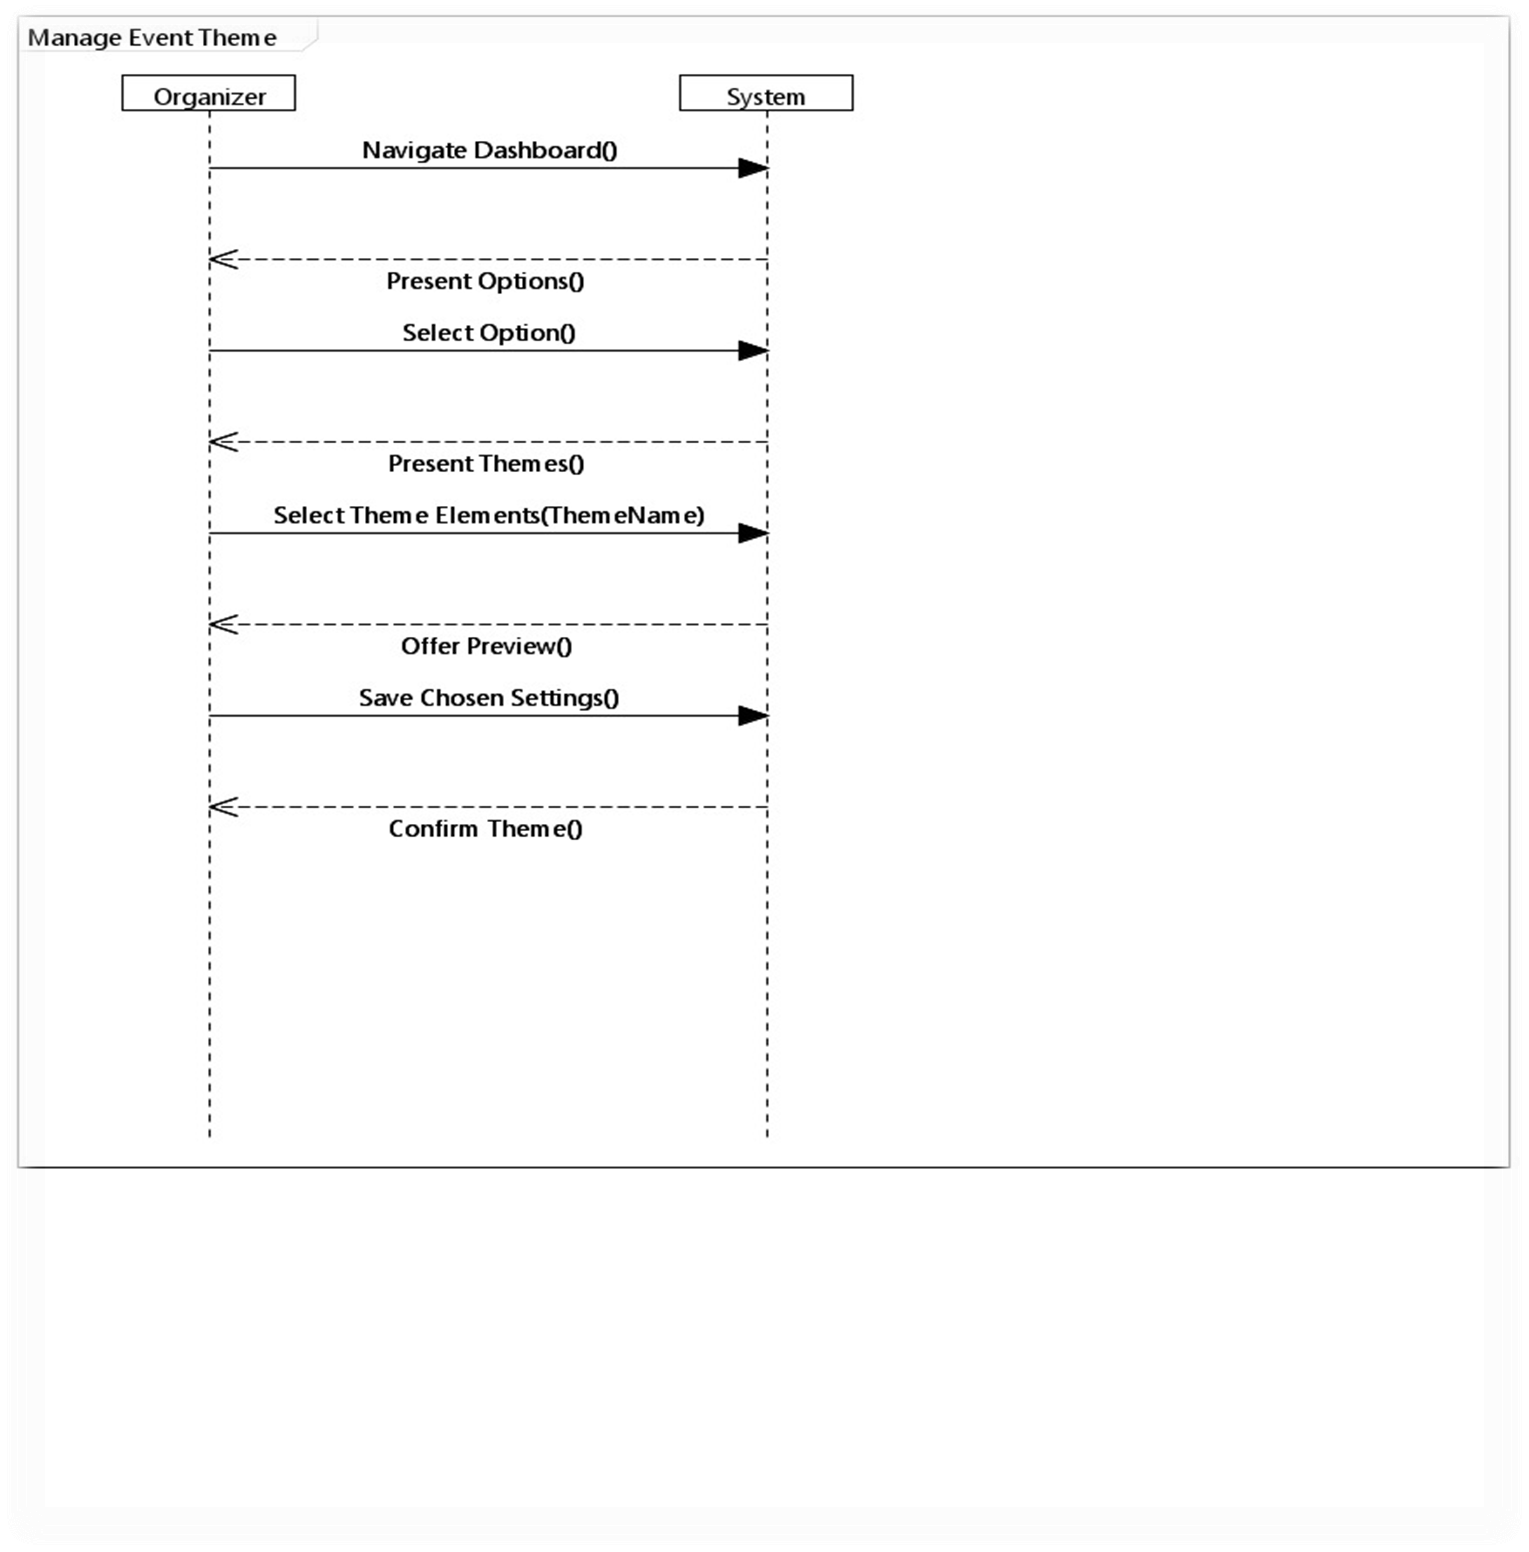 Manage Event Theme
Organizer
System
Navigate Dashboard()
Present Options()
Select Option()
Present Themes()
Select Theme Elements(ThemeName)
Offer Preview()
Save Chosen Settings()
Confirm Theme()